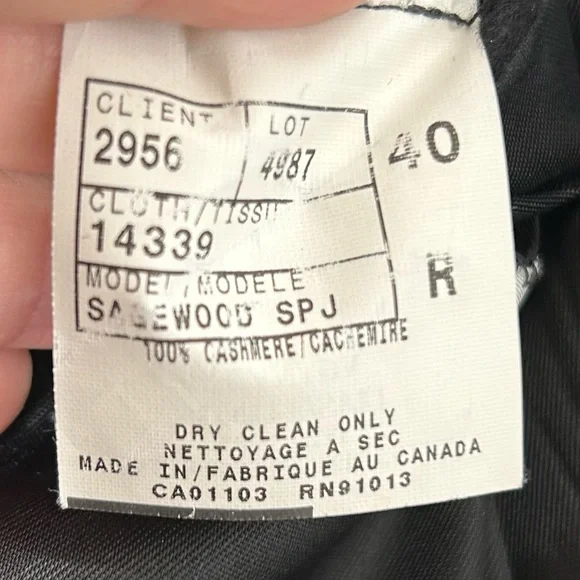 CLIENT LOT
2956 4987 40
CLOTH/TISSU
14339
MODEL/MODELE R
SAGEWOOD SPJ
100% CASHMERE/CACHEMIRE
DRY CLEAN ONLY
NETTOYAGE A SEC
MADE IN/FABRIQUE AU CANADA
CA01103 RN91013